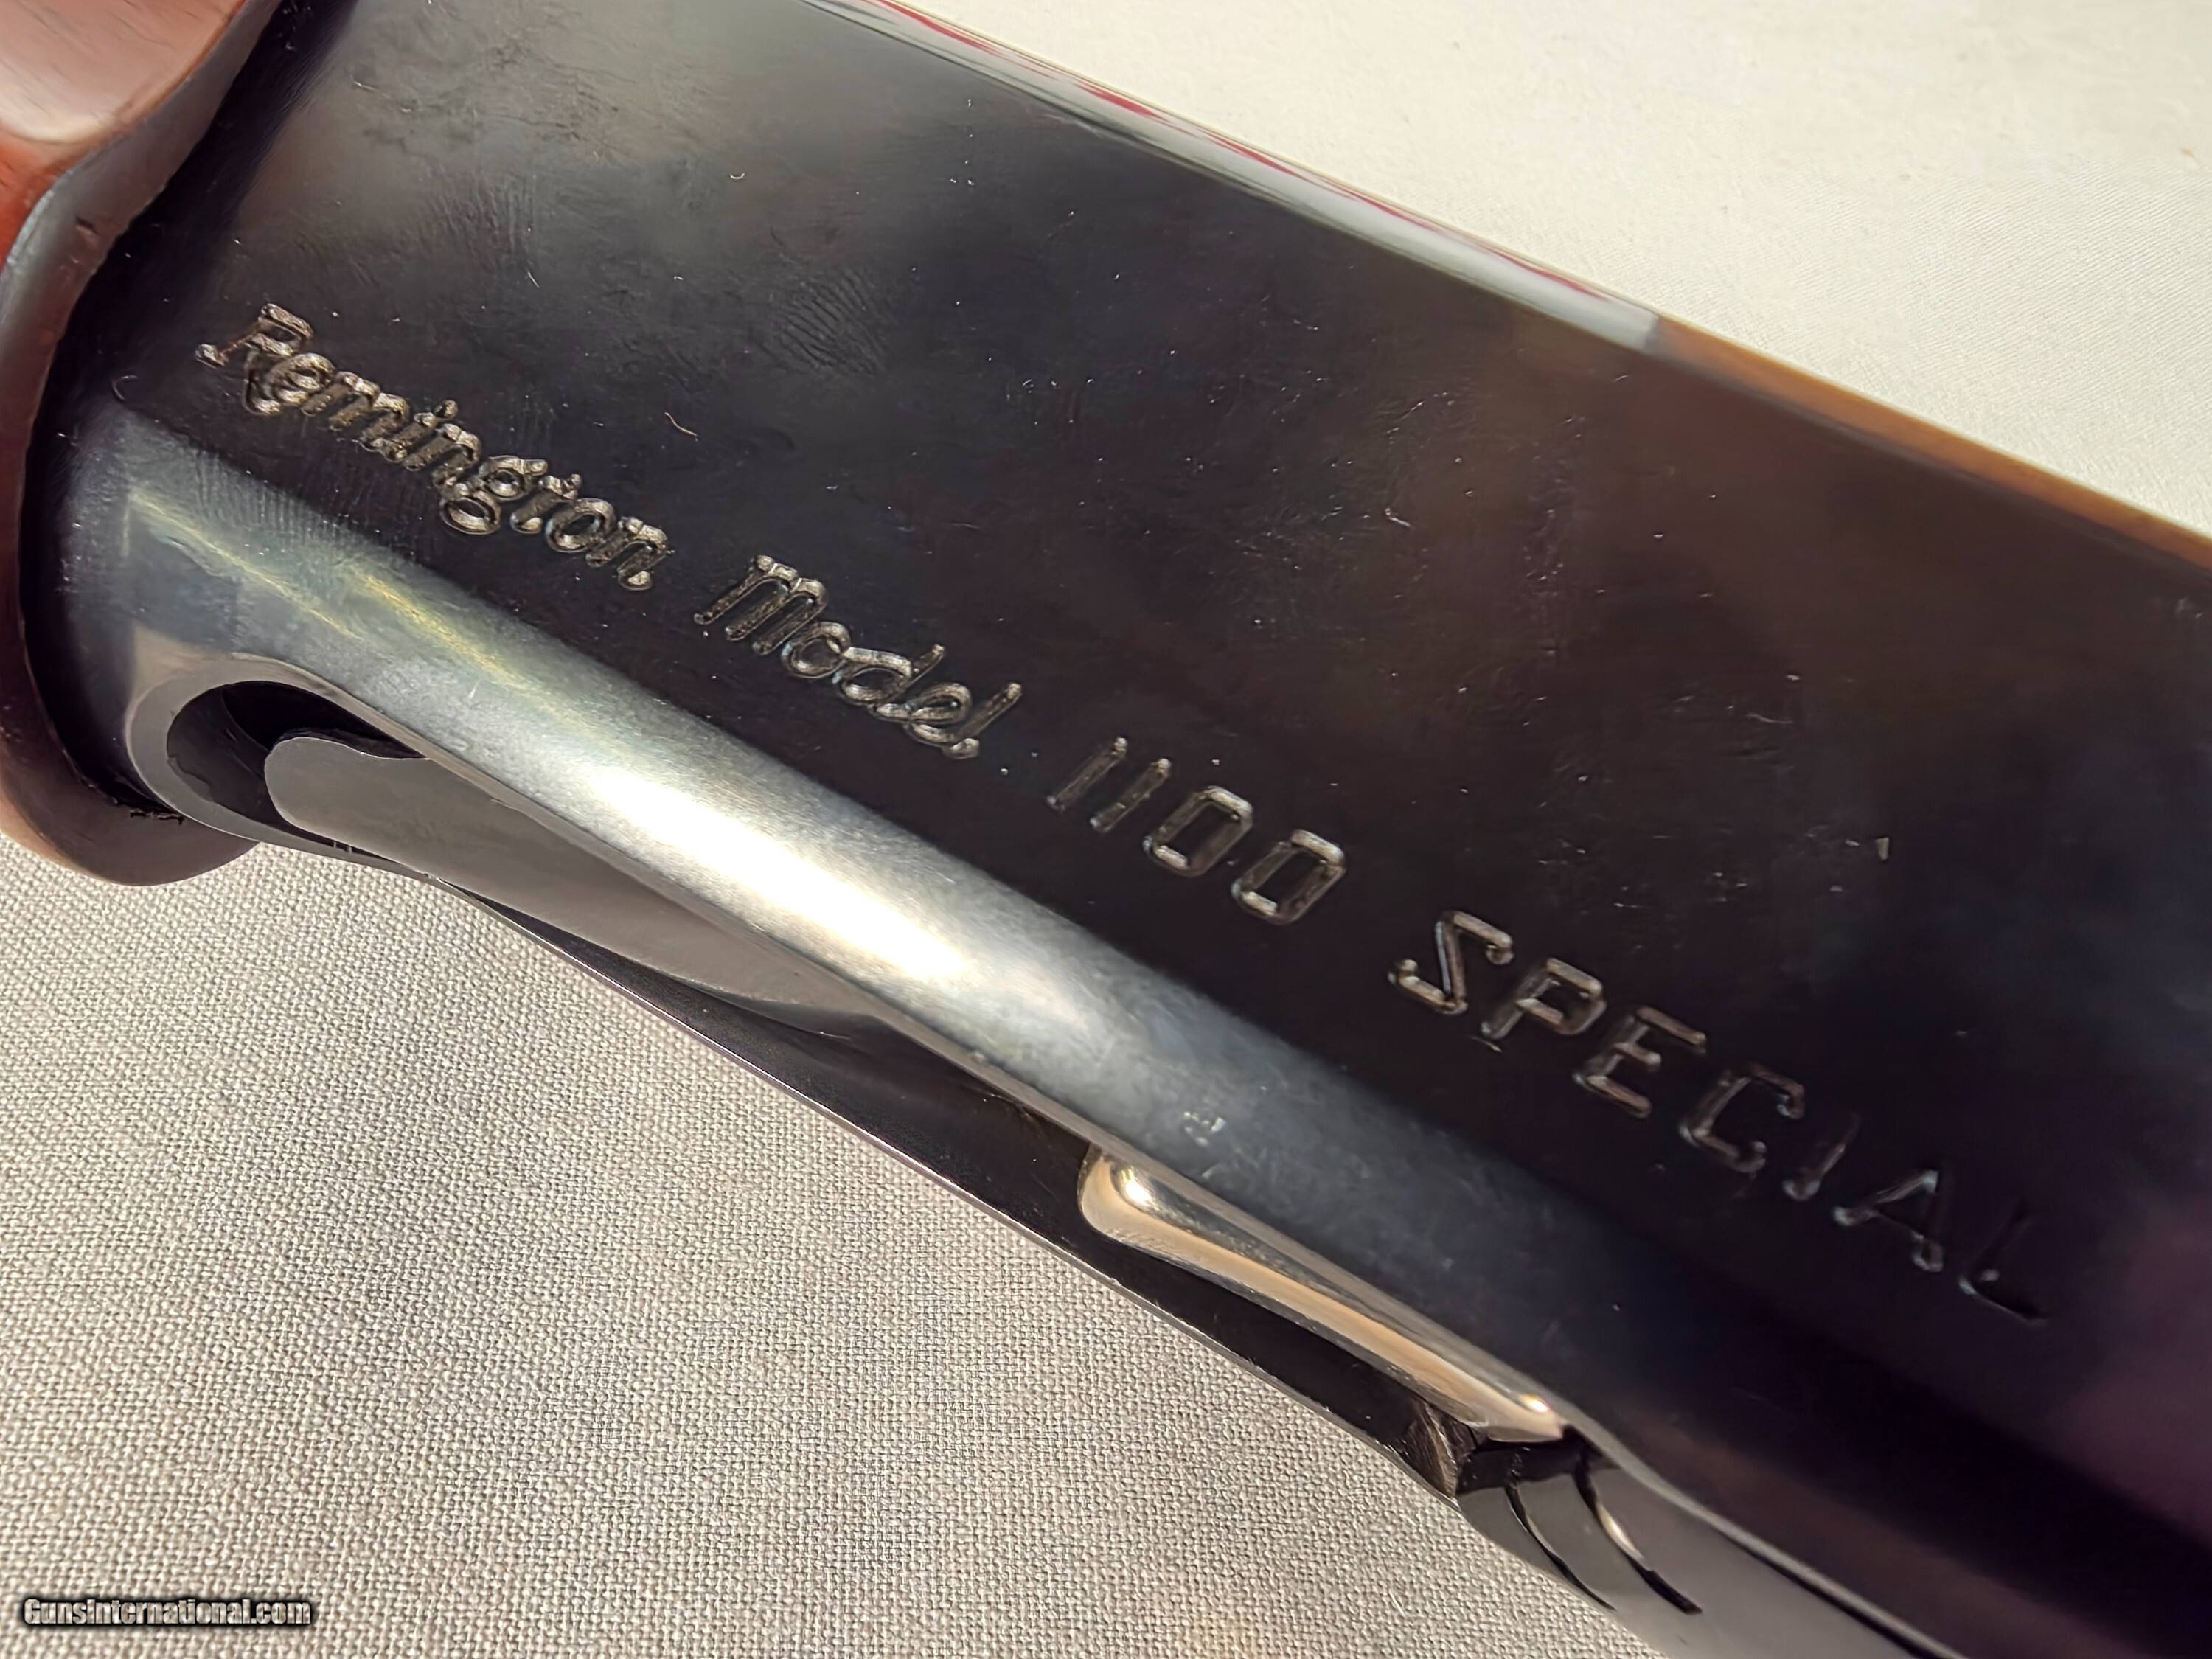 Remington Model 1100 SPECIAL
GunsInternational.com